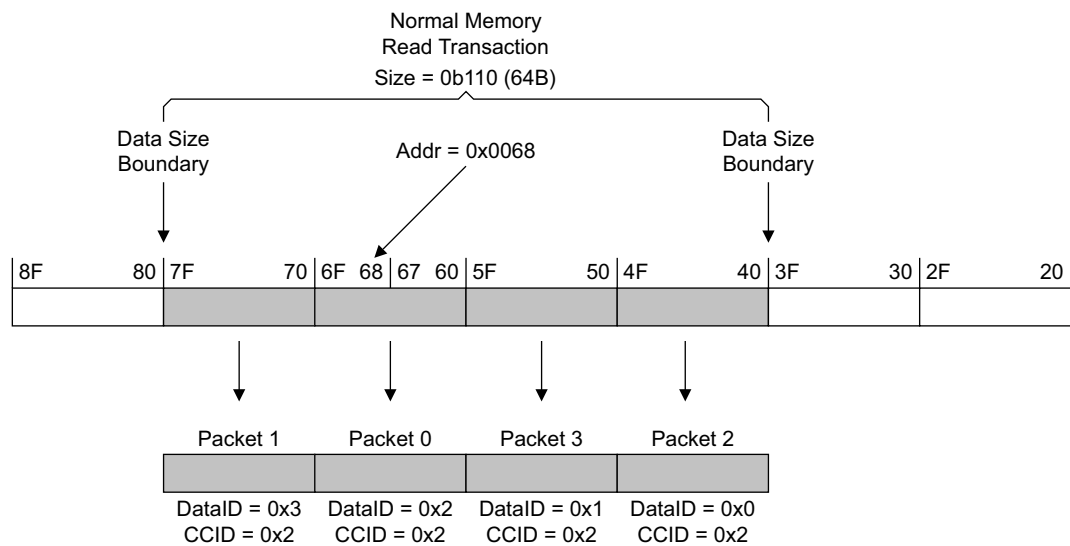 Normal Memory
Read Transaction
Size = 0b110 (64B)
Data Size
Boundary
Addr = 0x0068
Data Size
Boundary
8F 80 7F 70 6F 68 67 60 5F 50 4F 40 3F 30 2F 20
Packet 1 Packet 0 Packet 3 Packet 2
DataID = 0x3 DataID = 0x2 DataID = 0x1 DataID = 0x0
CCID = 0x2 CCID = 0x2 CCID = 0x2 CCID = 0x2